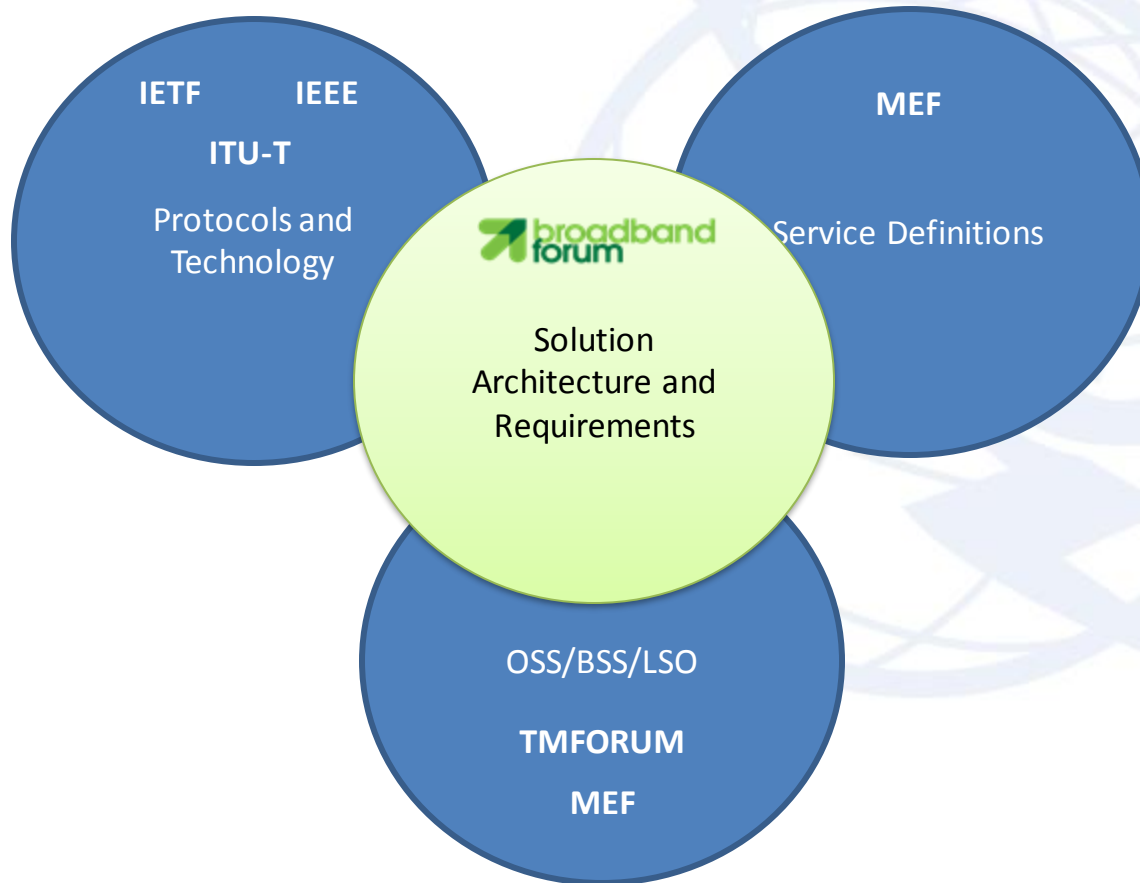 IETF IEEE
ITU-T
Protocols and
Technology
MEF
Service Definitions
broadband
forum
Solution
Architecture and
Requirements
OSS/BSS/LSO
TMFORUM
MEF